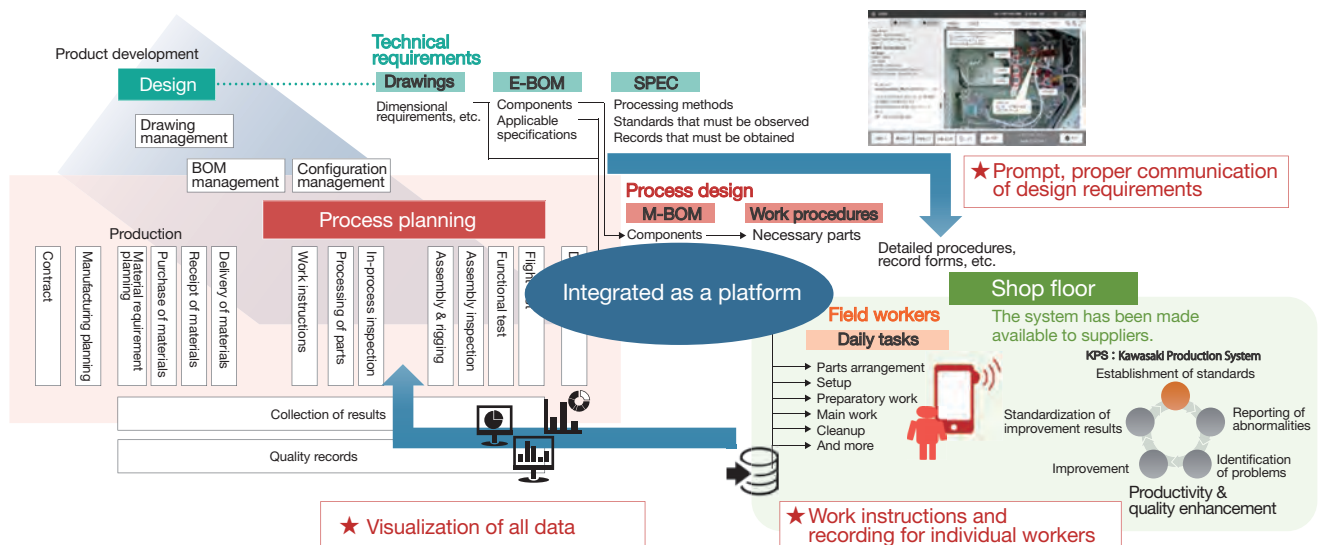 Product development
Design
Drawing
management
BOM
management
Configuration
management
Technical
requirements
Drawings
Dimensional
requirements, etc.
E-BOM
Components
Applicable
specifications
SPEC
Processing methods
Standards that must be observed
Records that must be obtained
★ Prompt, proper communication
of design requirements
Process design
M-BOM
Components
Work procedures
Necessary parts
Detailed procedures,
record forms, etc.
Process planning
Production
Contract
Manufacturing planning
Material requirement
planning
Purchase of materials
Receipt of materials
Delivery of materials
Work instructions
Processing of parts
In-process inspection
Assembly & rigging
Assembly inspection
Functional test
Integrated as a platform
Collection of results
Quality records
★ Visualization of all data
Shop floor
The system has been made
available to suppliers.
Field workers
Daily tasks
Parts arrangement
Setup
Preparatory work
Main work
Cleanup
And more
KPS : Kawasaki Production System
Establishment of standards
Reporting of
abnormalities
Identification
of problems
Improvement
Standardization of
improvement results
Productivity &
quality enhancement
★ Work instructions and
recording for individual workers